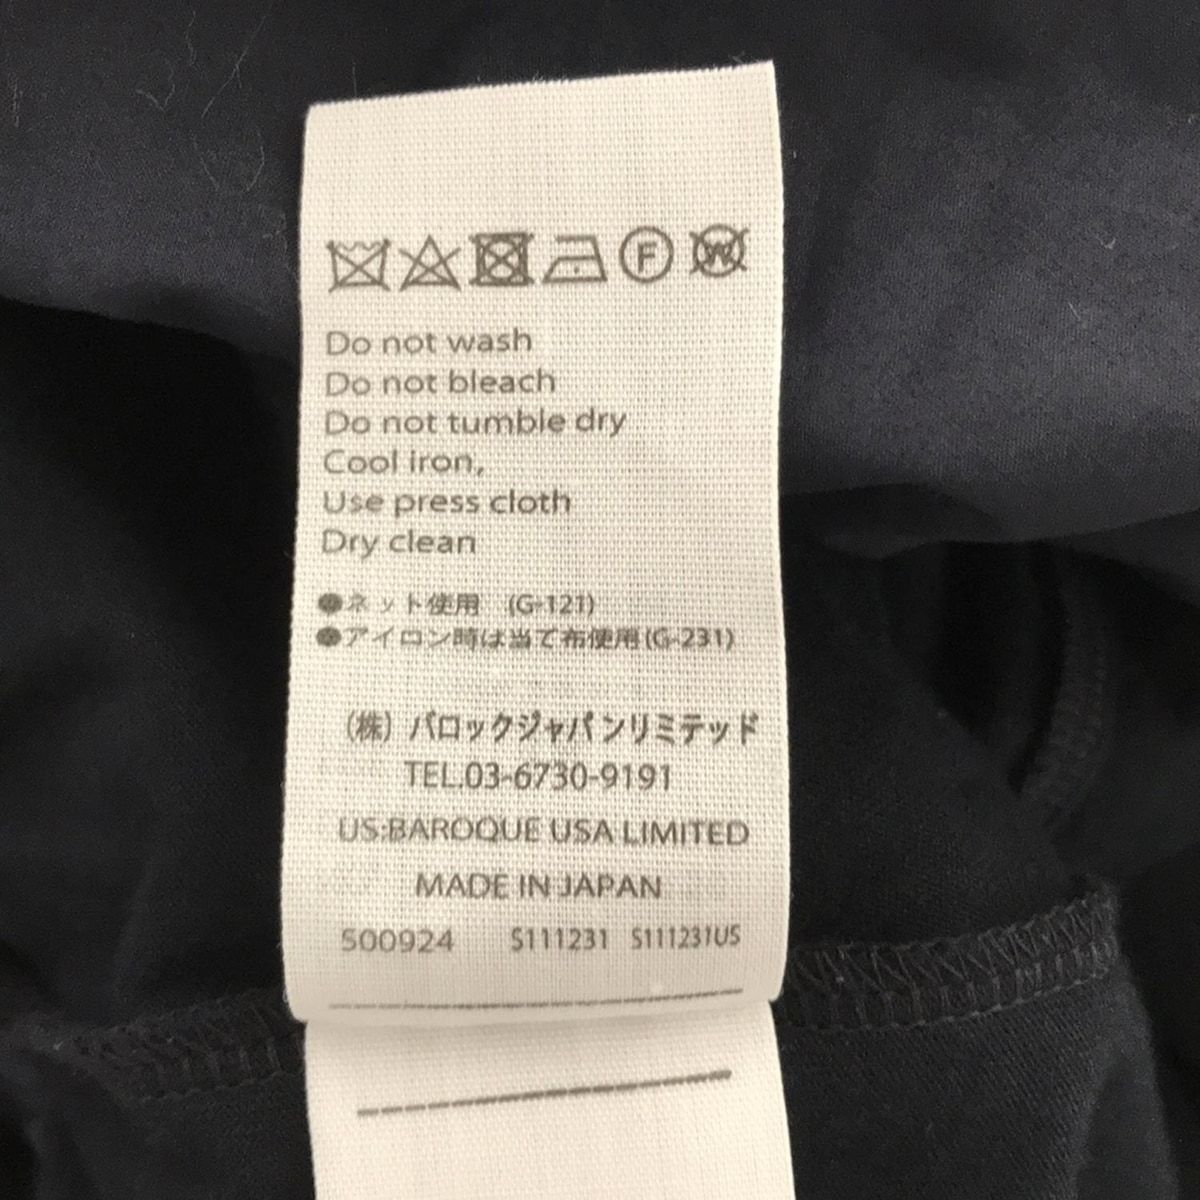 F W
Do not wash
Do not bleach
Do not tumble dry
Cool iron,
Use press cloth
Dry clean
●ネット使用 (G-121)
●アイロン時は当て布使用(G-231)
(株) バロックジャパンリミテッド
TEL.03-6730-9191
US:BAROQUE USA LIMITED
MADE IN JAPAN
500924 S111231 S111231US